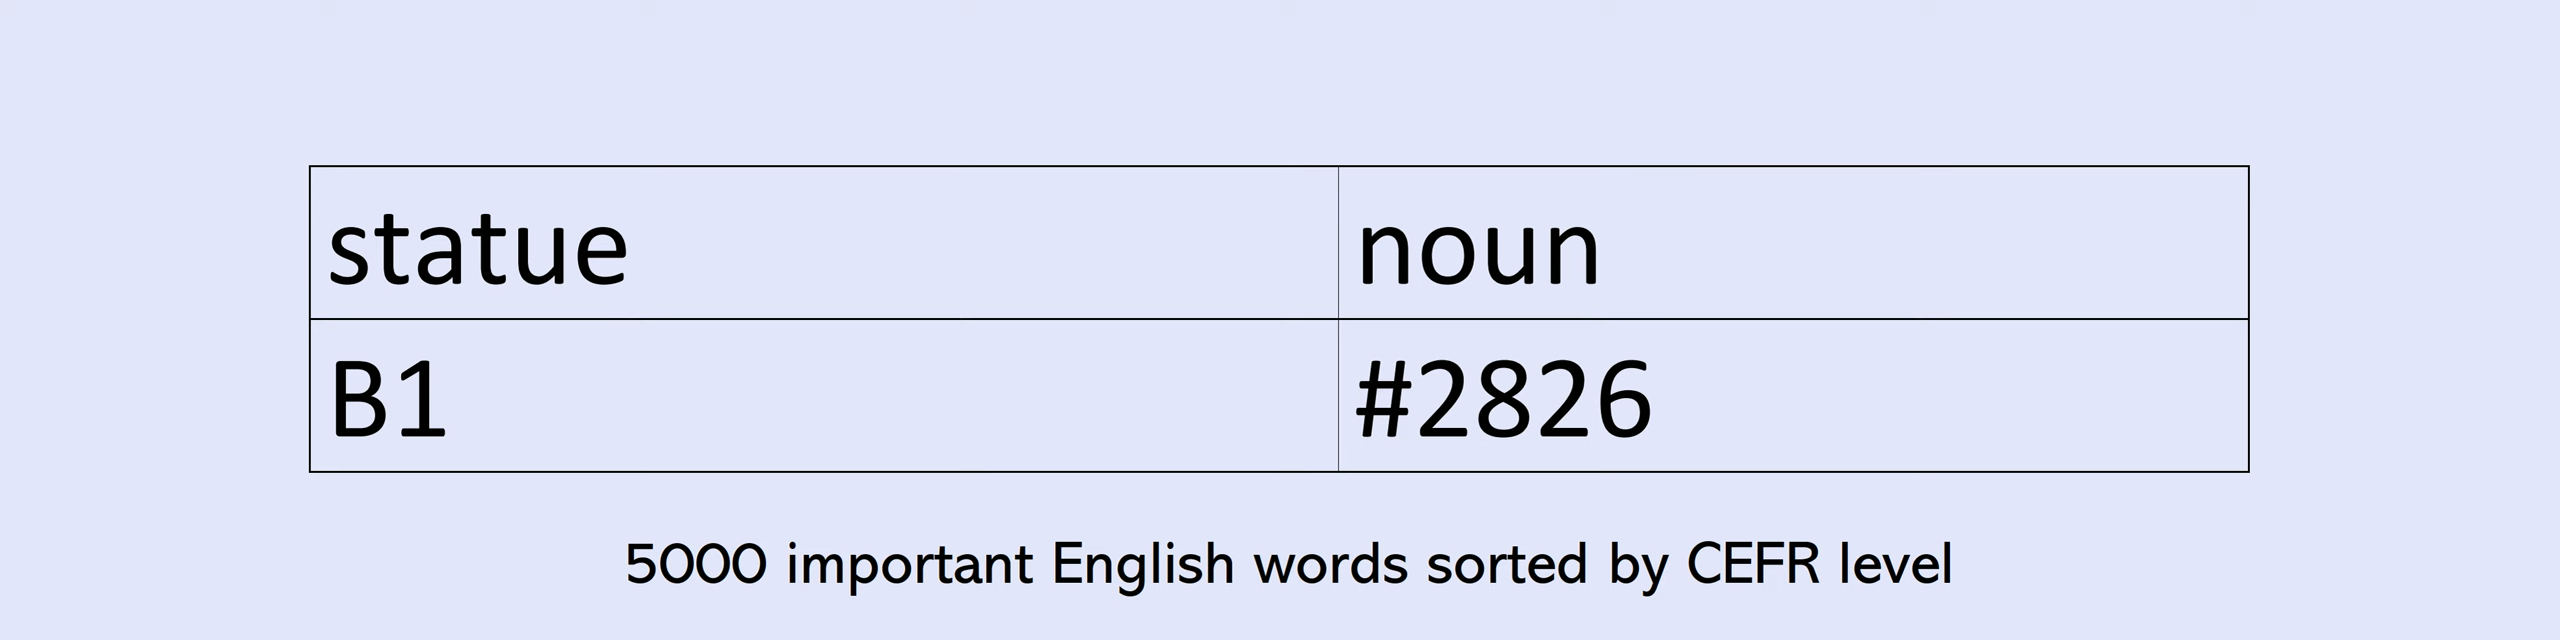 statue noun
B1 #2826
5000 important English words sorted by CEFR level